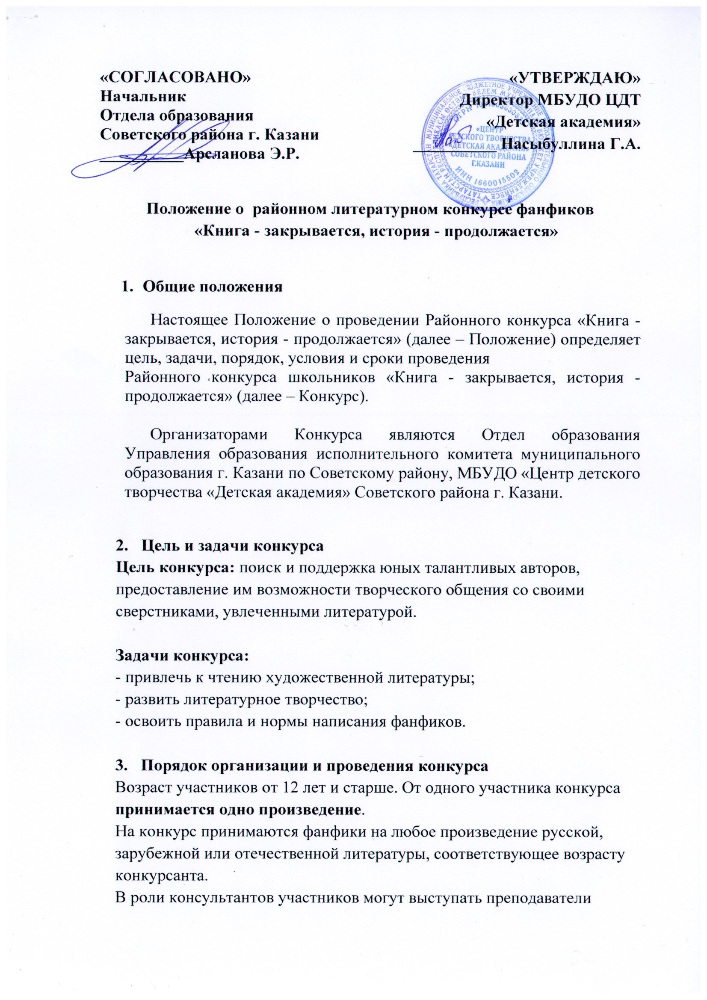 «СОГЛАСОВАНО»
Начальник
Отдела образования
Советского района г. Казани
__________Арсланова Э.Р.
«УТВЕРЖДАЮ»
Директор МБУДО ЦДТ
«Детская академия»
__________ Насыбуллина Г.А.
«ЦЕНТР
ДЕТСКОГО ТВОРЧЕСТВА
«ДЕТСКАЯ АКАДЕМИЯ»
СОВЕТСКОГО РАЙОНА
Г.КАЗАНИ
ИНН 1660015502
Положение о районном литературном конкурсе фанфиков
«Книга - закрывается, история - продолжается»
1. Общие положения
Настоящее Положение о проведении Районного конкурса «Книга -
закрывается, история - продолжается» (далее – Положение) определяет
цель, задачи, порядок, условия и сроки проведения
Районного конкурса школьников «Книга - закрывается, история -
продолжается» (далее – Конкурс).
Организаторами Конкурса являются Отдел образования
Управления образования исполнительного комитета муниципального
образования г. Казани по Советскому району, МБУДО «Центр детского
творчества «Детская академия» Советского района г. Казани.
2. Цель и задачи конкурса
Цель конкурса: поиск и поддержка юных талантливых авторов,
предоставление им возможности творческого общения со своими
сверстниками, увлеченными литературой.
Задачи конкурса:
- привлечь к чтению художественной литературы;
- развить литературное творчество;
- освоить правила и нормы написания фанфиков.
3. Порядок организации и проведения конкурса
Возраст участников от 12 лет и старше. От одного участника конкурса
принимается одно произведение.
На конкурс принимаются фанфики на любое произведение русской,
зарубежной или отечественной литературы, соответствующее возрасту
конкурсанта.
В роли консультантов участников могут выступать преподаватели